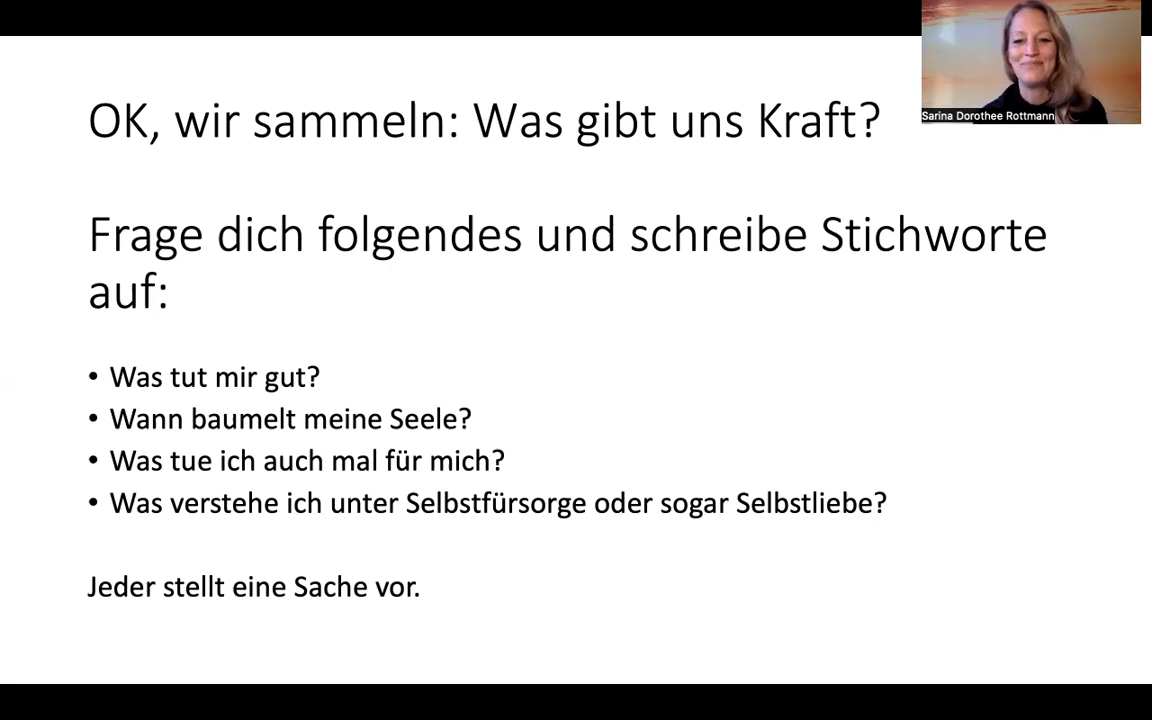 OK, wir sammeln: Was gibt uns Kraft?
Sarina Dorothee Rottmann
Frage dich folgendes und schreibe Stichworte
auf:
• Was tut mir gut?
• Wann baumelt meine Seele?
• Was tue ich auch mal für mich?
• Was verstehe ich unter Selbstfürsorge oder sogar Selbstliebe?
Jeder stellt eine Sache vor.